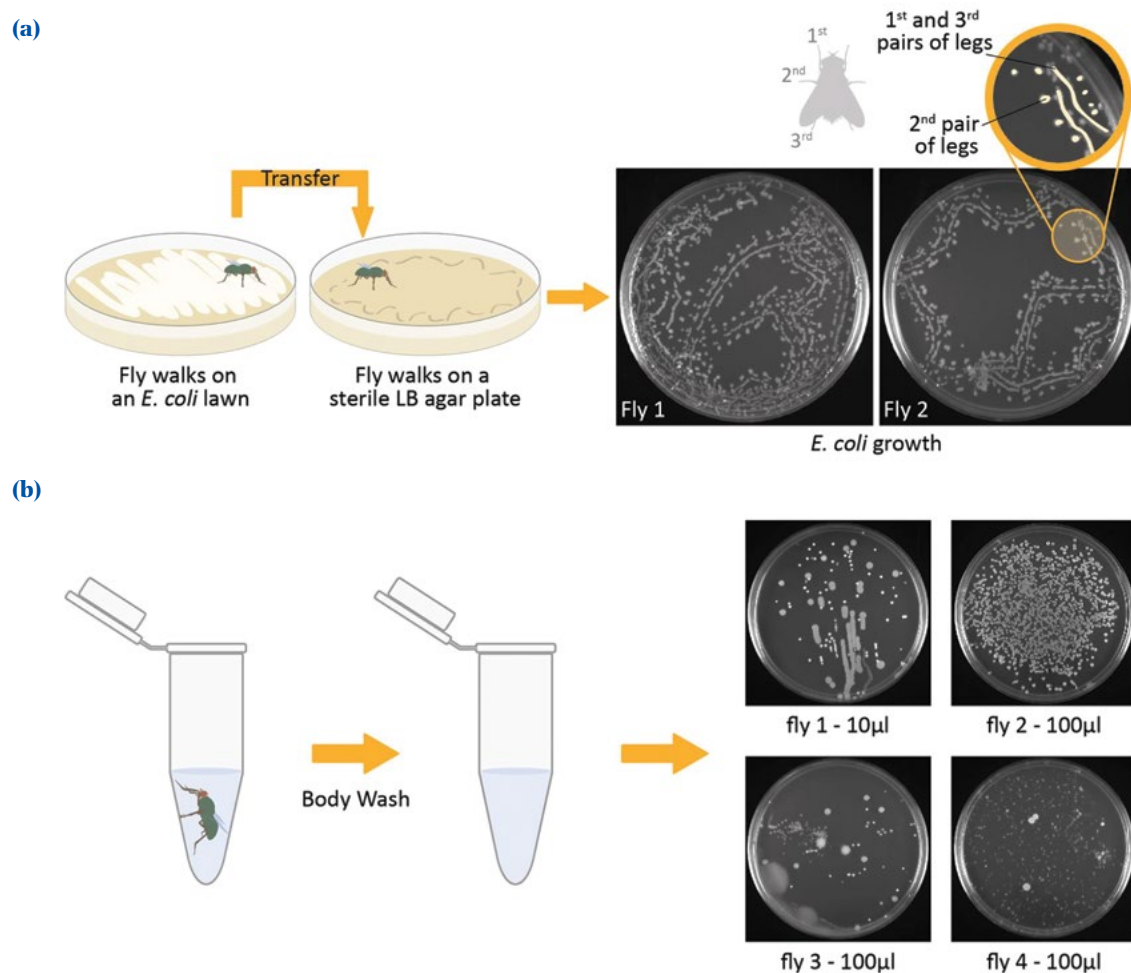 (a)
1st
2nd
3rd
1st and 3rd
pairs of legs
2nd pair
of legs
Transfer
Fly walks on
an E. coli lawn
Fly walks on a
sterile LB agar plate
Fly 1
Fly 2
E. coli growth
(b)
Body Wash
fly 1 - 10µl
fly 2 - 100µl
fly 3 - 100µl
fly 4 - 100µl